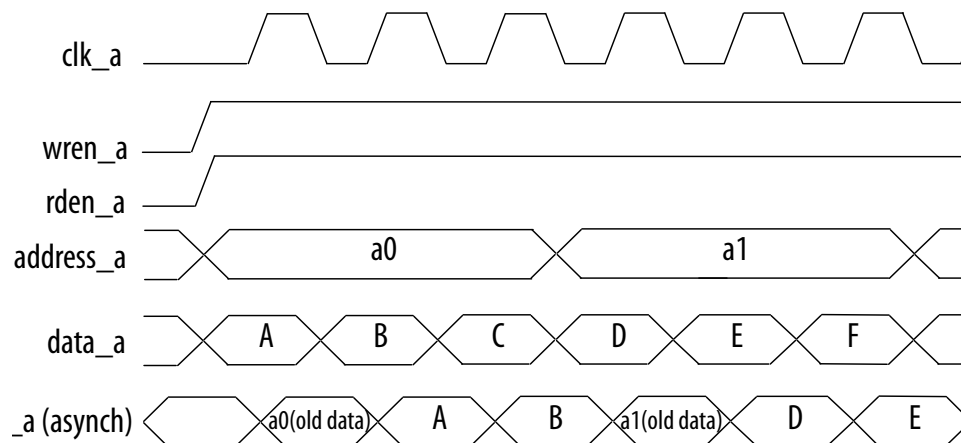 clk_a
wren_a
rden_a
address_a a0 a1
data_a A B C D E F
_a (asynch) a0(old data) A B a1(old data) D E